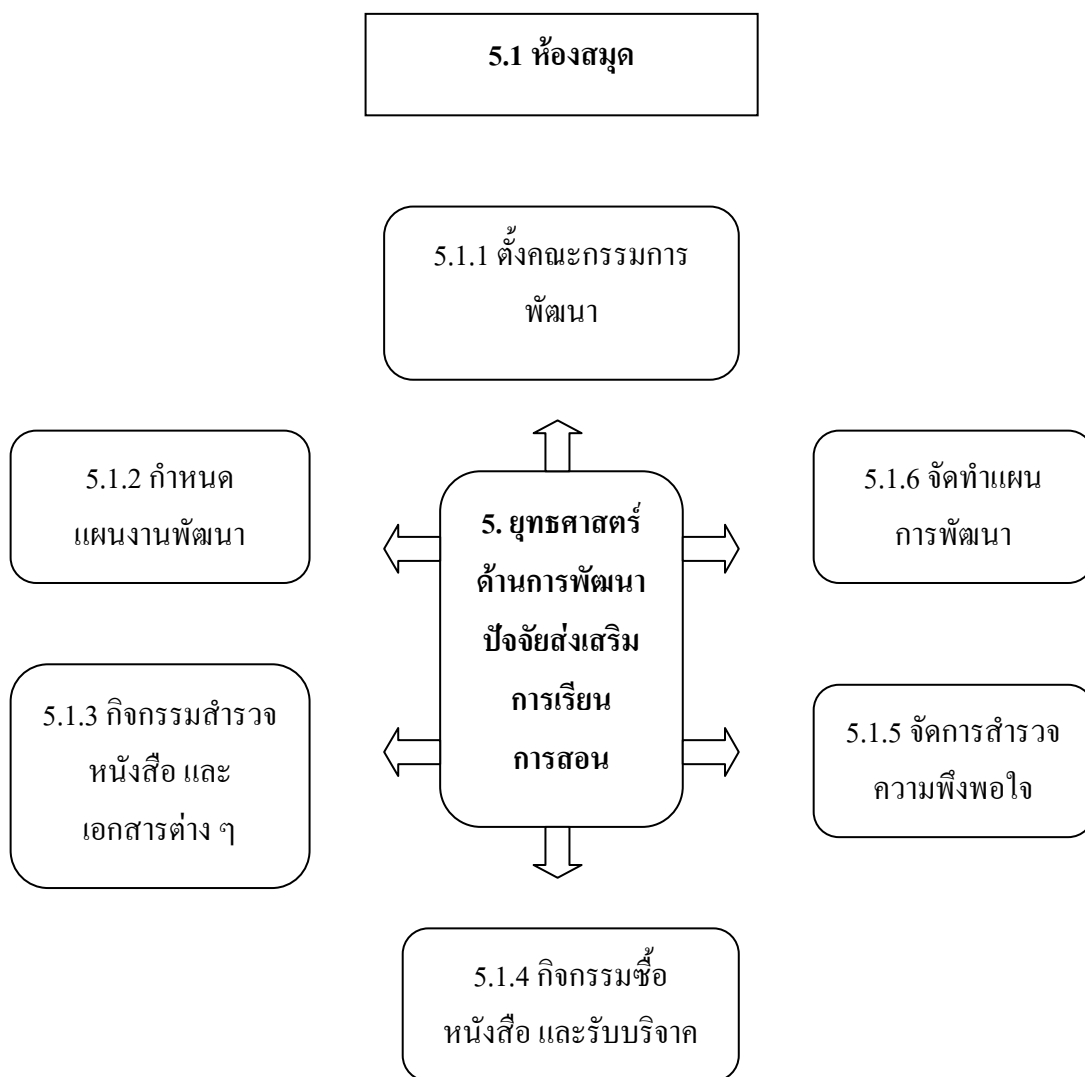 5.1 ห้องสมุด
5.1.1 ตั้งคณะกรรมการ
พัฒนา
5.1.2 กำหนด
แผนงานพัฒนา
5.1.6 จัดทำแผน
การพัฒนา
5. ยุทธศาสตร์
ด้านการพัฒนา
ปัจจัยส่งเสริม
การเรียน
การสอน
5.1.3 กิจกรรมสำรวจ
หนังสือ และ
เอกสารต่าง ๆ
5.1.5 จัดการสำรวจ
ความพึงพอใจ
5.1.4 กิจกรรมซื้อ
หนังสือ และรับบริจาค